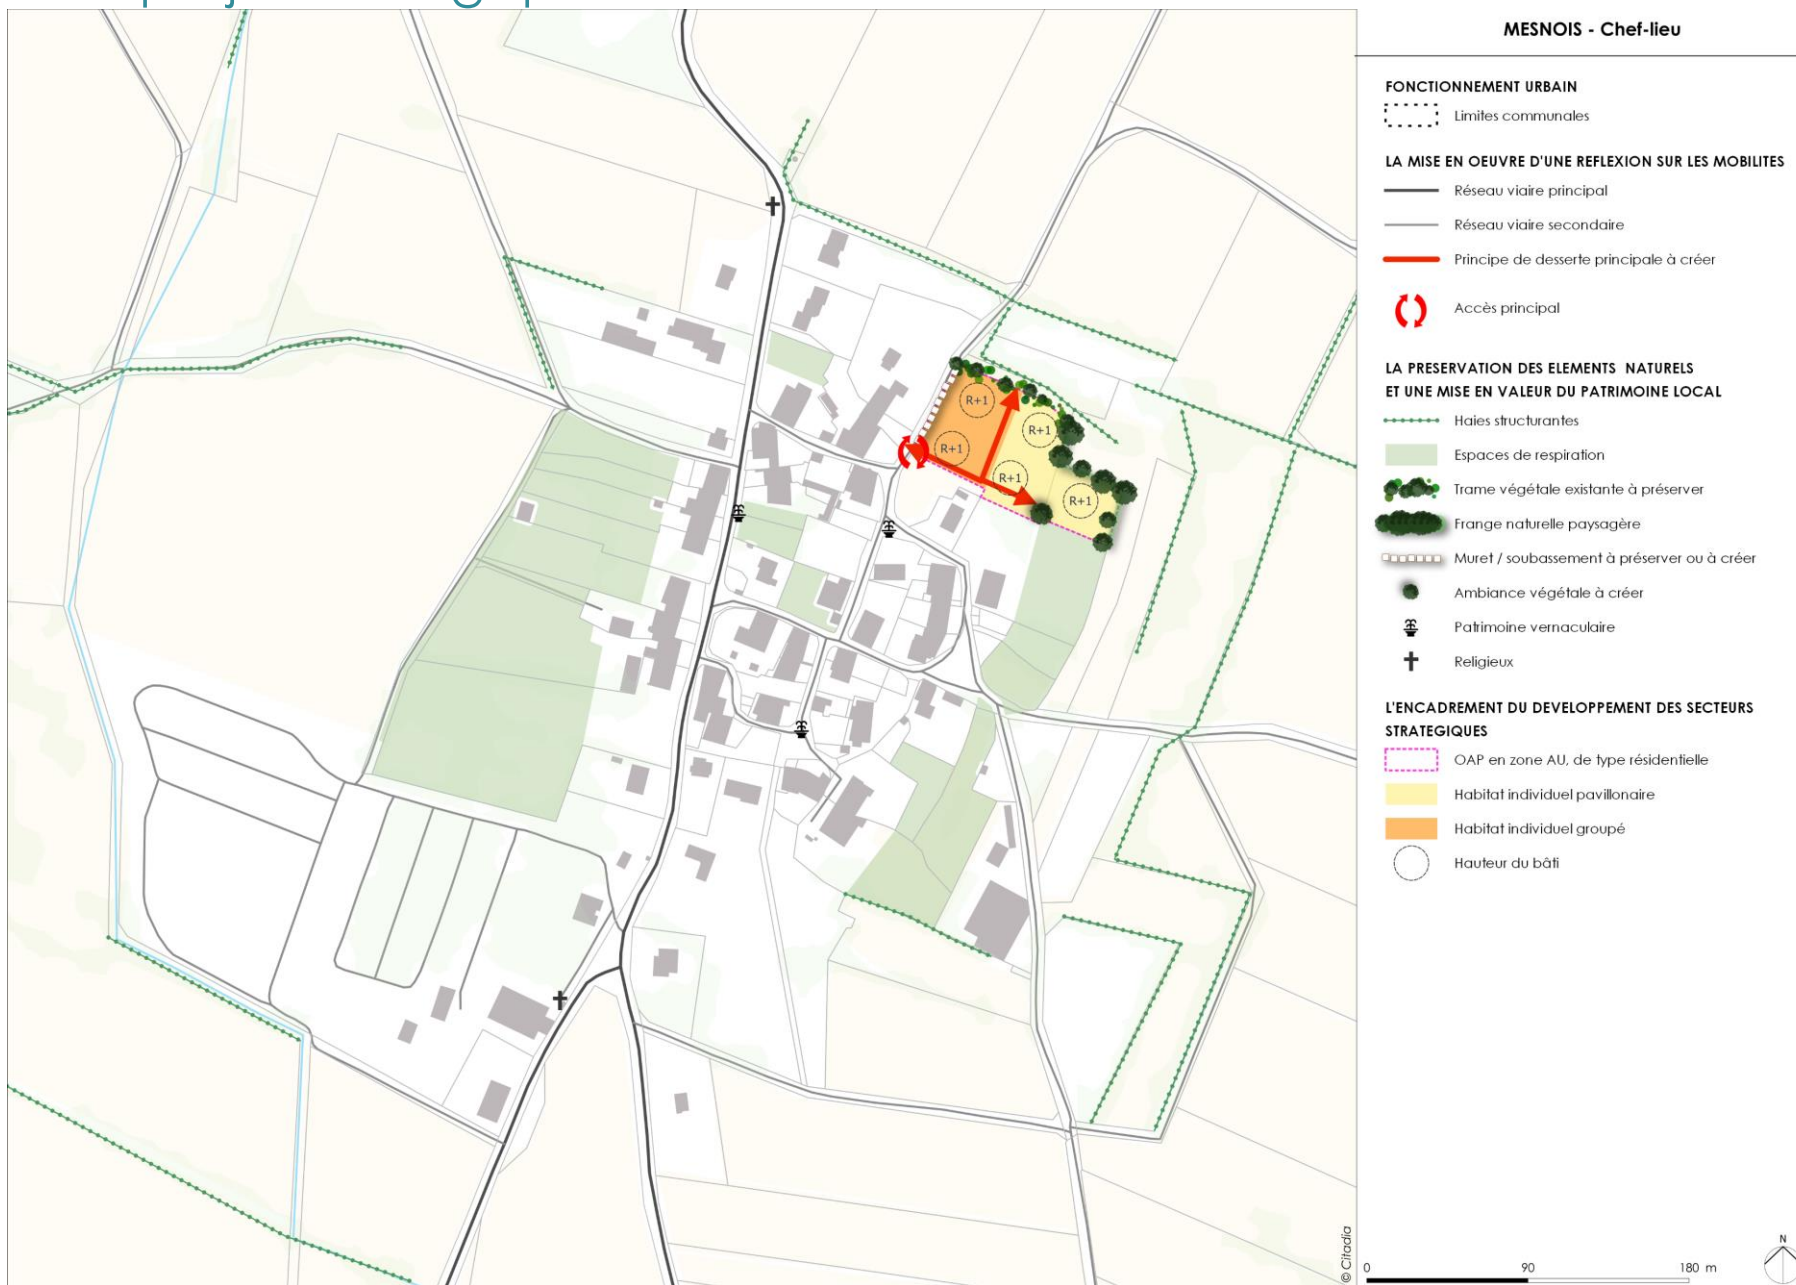 MESNOIS - Chef-lieu
FONCTIONNEMENT URBAIN
Limites communales
LA MISE EN OEUVRE D'UNE REFLEXION SUR LES MOBILITES
Réseau viaire principal
Réseau viaire secondaire
Principe de desserte principale à créer
Accès principal
LA PRESERVATION DES ELEMENTS NATURELS
ET UNE MISE EN VALEUR DU PATRIMOINE LOCAL
Haies structurantes
Espaces de respiration
Trame végétale existante à préserver
Frange naturelle paysagère
Muret / soubassement à préserver ou à créer
Ambiance végétale à créer
Patrimoine vernaculaire
Religieux
L'ENCADREMENT DU DEVELOPPEMENT DES SECTEURS
STRATEGIQUES
OAP en zone AU, de type résidentielle
Habitat individuel pavillonaire
Habitat individuel groupé
Hauteur du bâti
R+1
R+1
R+1
R+1
R+1
© Citadia
0 90 180 m
N